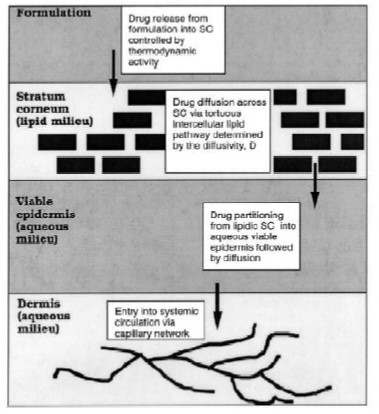 Formulation
Drug release from
formulation into SC
controlled by
thermodynamic
activity
Stratum
corneum
(lipid milieu)
Drug diffusion across
SC via tortuous
intercellular lipid
pathway determined
by the diffusivity, D
Viable
epidermis
(aqueous
milieu)
Drug partitioning
from lipidic SC into
aqueous viable
epidermis followed
by diffusion
Dermis
(aqueous
milieu)
Entry into systemic
circulation via
capillary network